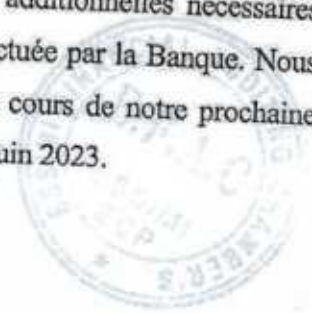 additionnelles nécessaires
ctuée par la Banque. Nous
cours de notre prochaine
uin 2023.